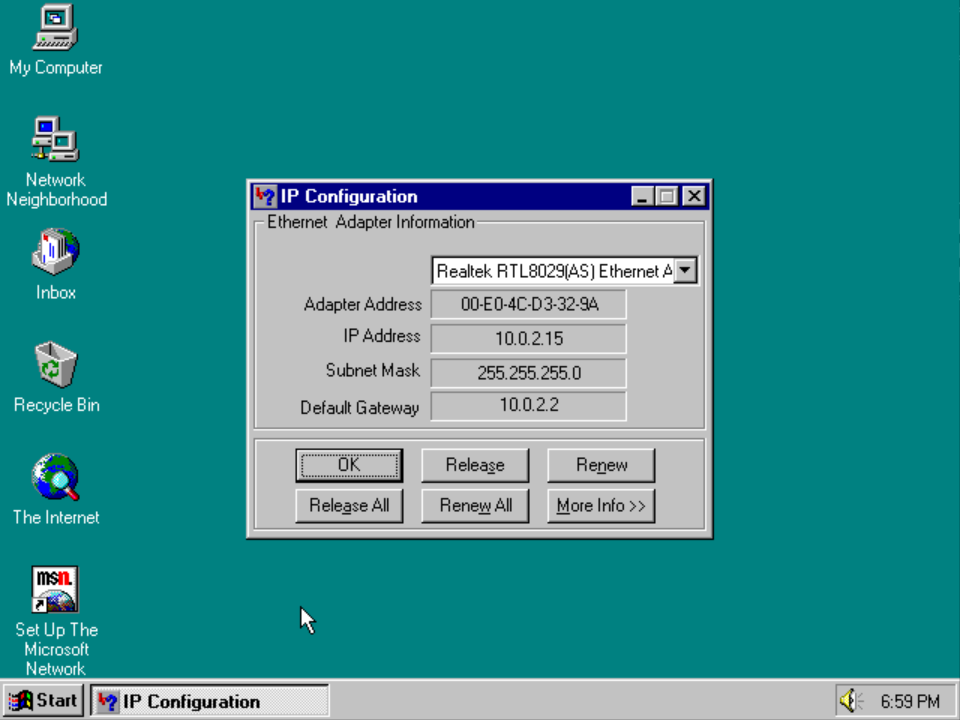 My Computer
Network
Neighborhood
Inbox
Recycle Bin
The Internet
msn.
Set Up The
Microsoft
Network
IP Configuration
Ethernet Adapter Information
Realtek RTL8029(AS) Ethernet A
Adapter Address 00-E0-4C-D3-32-9A
IP Address 10.0.2.15
Subnet Mask 255.255.255.0
Default Gateway 10.0.2.2
OK Release Renew
Release All Renew All More Info >>
Start IP Configuration 6:59 PM